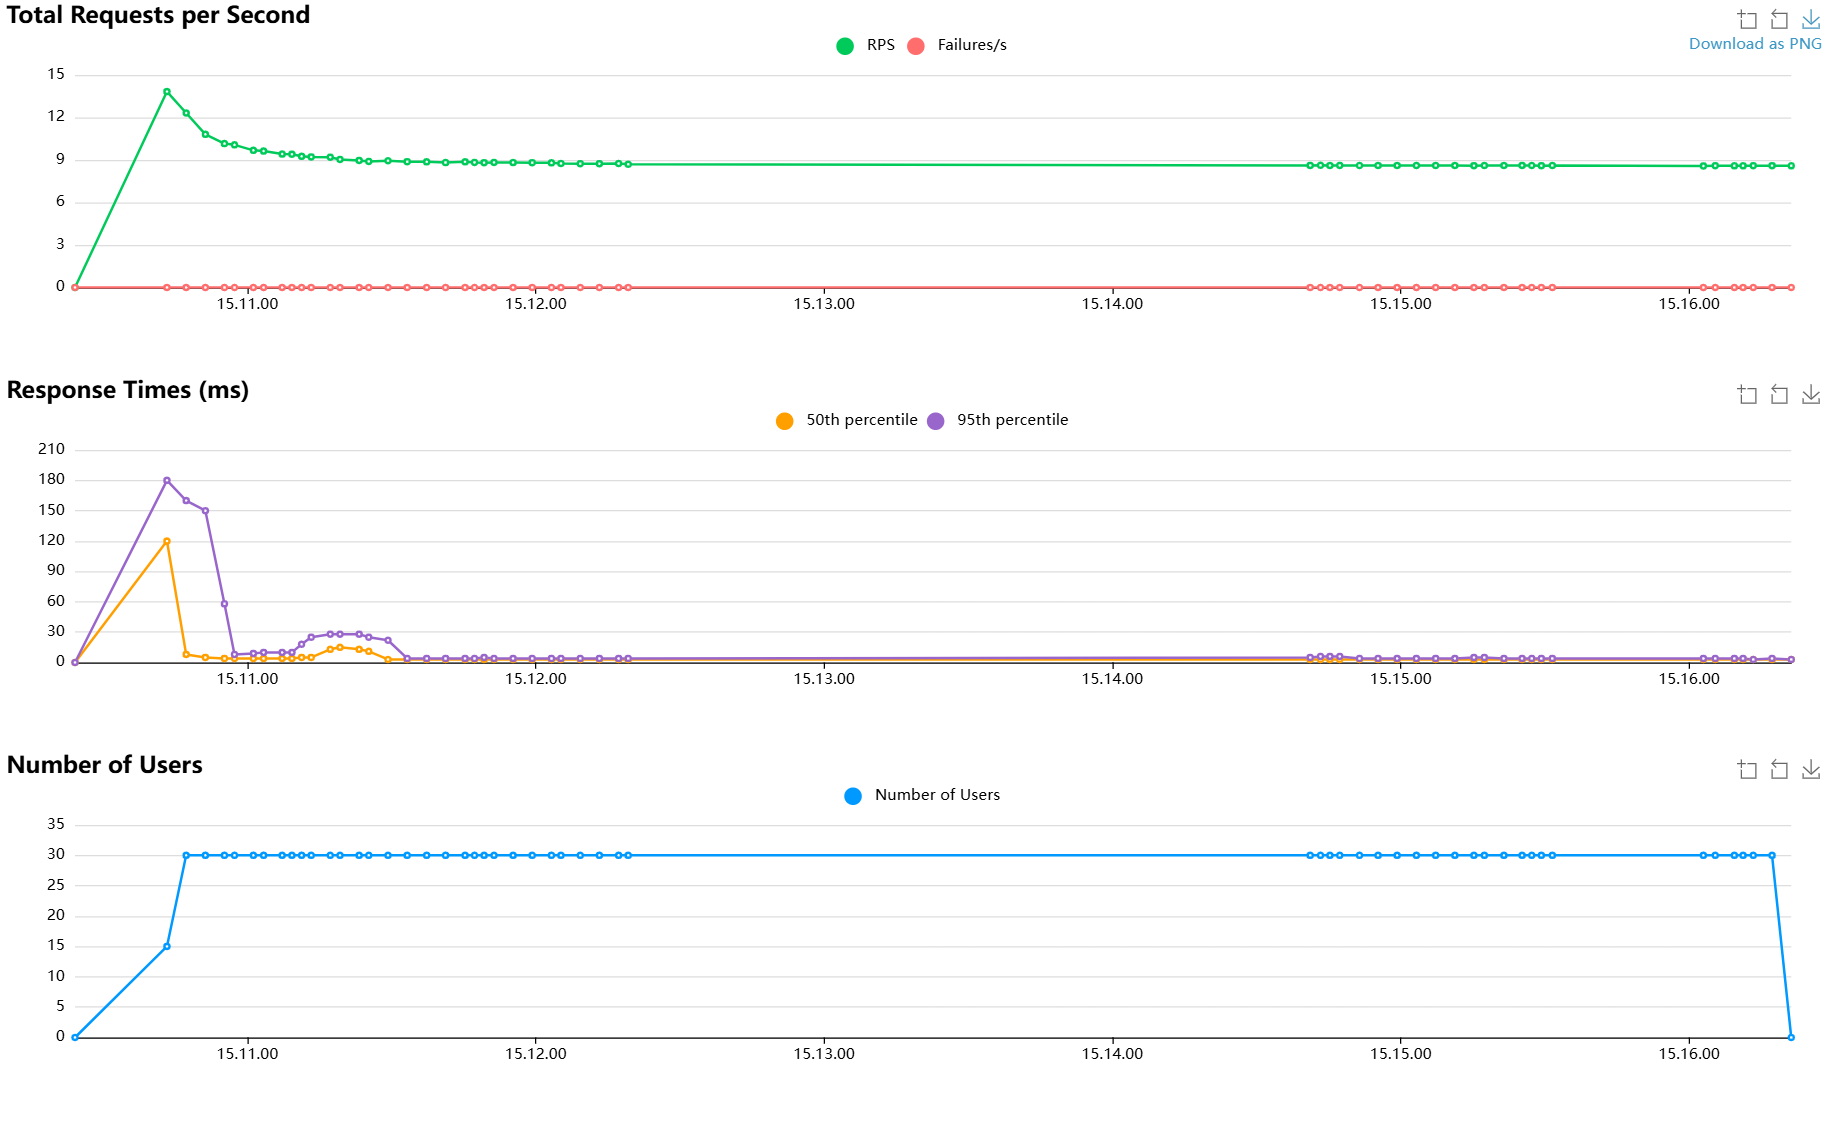 Total Requests per Second
RPS Failures/s
Download as PNG
15
12
9
6
3
0
15.11.00 15.12.00 15.13.00 15.14.00 15.15.00 15.16.00
Response Times (ms)
50th percentile 95th percentile
210
180
150
120
90
60
30
0
15.11.00 15.12.00 15.13.00 15.14.00 15.15.00 15.16.00
Number of Users
Number of Users
35
30
25
20
15
10
5
0
15.11.00 15.12.00 15.13.00 15.14.00 15.15.00 15.16.00